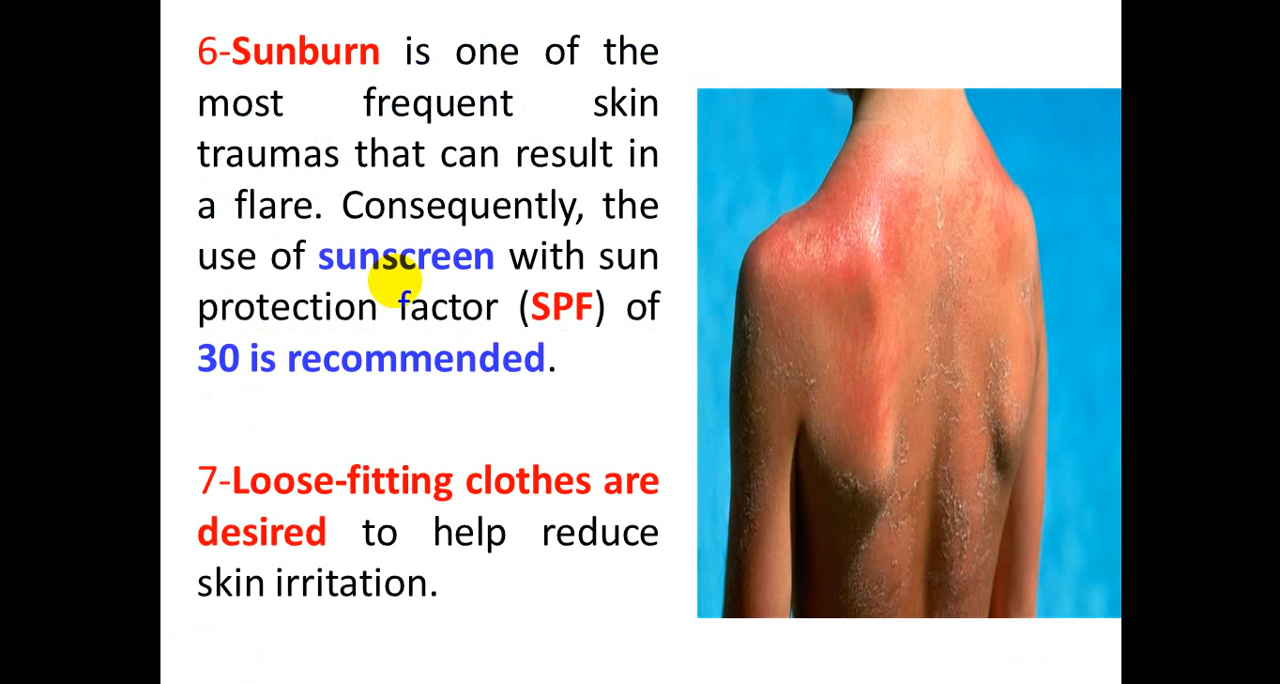 6-Sunburn is one of the
most frequent skin
traumas that can result in
a flare. Consequently, the
use of sunscreen with sun
protection factor (SPF) of
30 is recommended.
7-Loose-fitting clothes are
desired to help reduce
skin irritation.